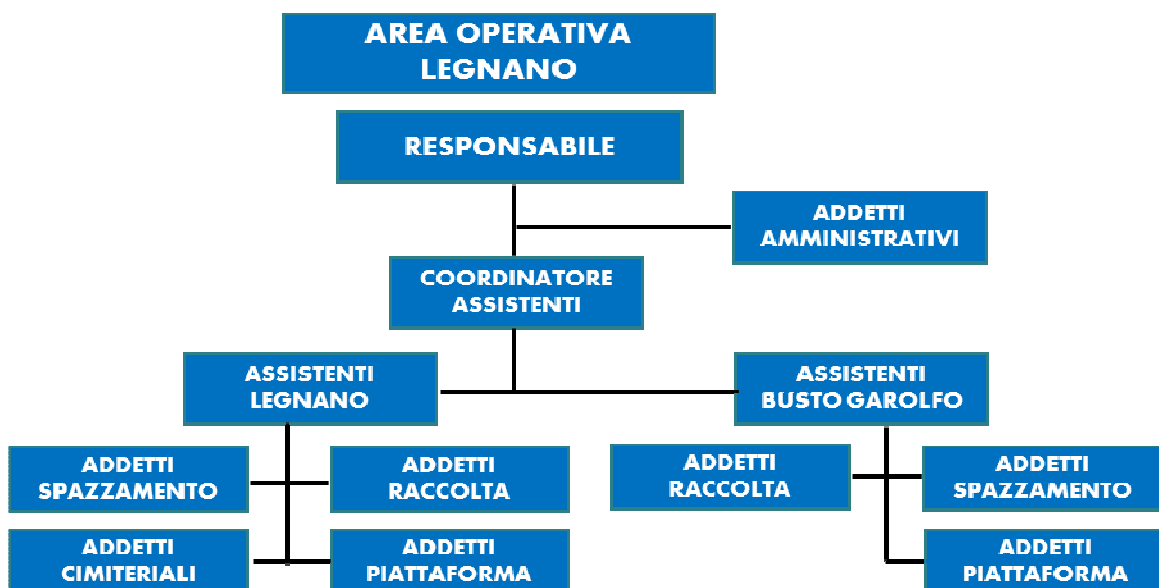 AREA OPERATIVA
LEGNANO
RESPONSABILE
ADDETTI
AMMINISTRATIVI
COORDINATORE
ASSISTENTI
ASSISTENTI
LEGNANO
ASSISTENTI
BUSTO GAROLFO
ADDETTI
SPAZZAMENTO
ADDETTI
RACCOLTA
ADDETTI
RACCOLTA
ADDETTI
SPAZZAMENTO
ADDETTI
CIMITERIALI
ADDETTI
PIATTAFORMA
ADDETTI
PIATTAFORMA